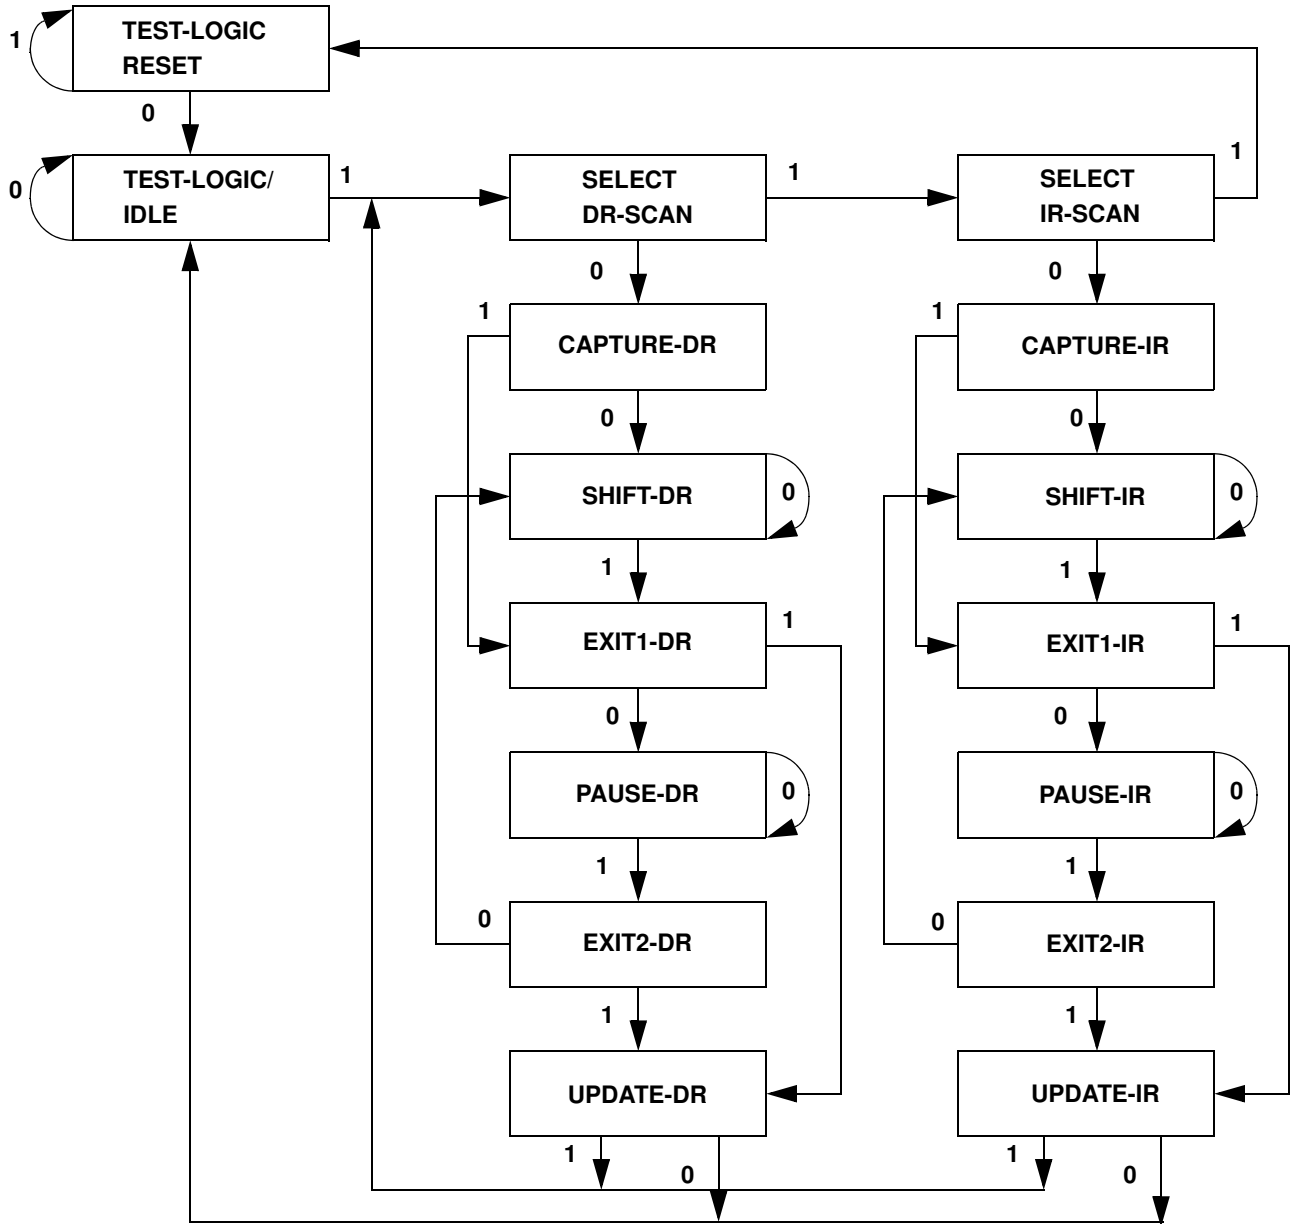 TEST-LOGIC
RESET
1
0
TEST-LOGIC/
IDLE
0
1
SELECT
DR-SCAN
1
SELECT
IR-SCAN
1
0
0
1
CAPTURE-DR
1
CAPTURE-IR
0
0
SHIFT-DR
0
SHIFT-IR
0
1
1
EXIT1-DR
1
EXIT1-IR
1
0
0
PAUSE-DR
0
PAUSE-IR
0
1
1
0
EXIT2-DR
0
EXIT2-IR
1
1
UPDATE-DR
UPDATE-IR
1
0
1
0